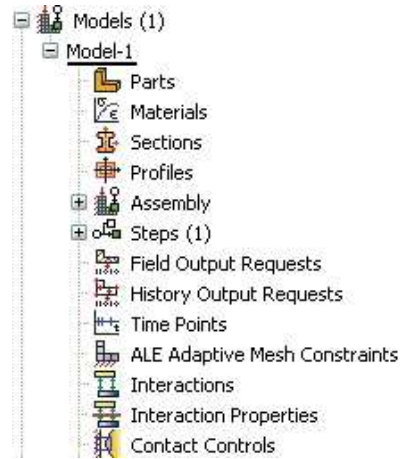 Models (1)
Model-1
Parts
Materials
Sections
Profiles
Assembly
Steps (1)
Field Output Requests
History Output Requests
Time Points
ALE Adaptive Mesh Constraints
Interactions
Interaction Properties
Contact Controls